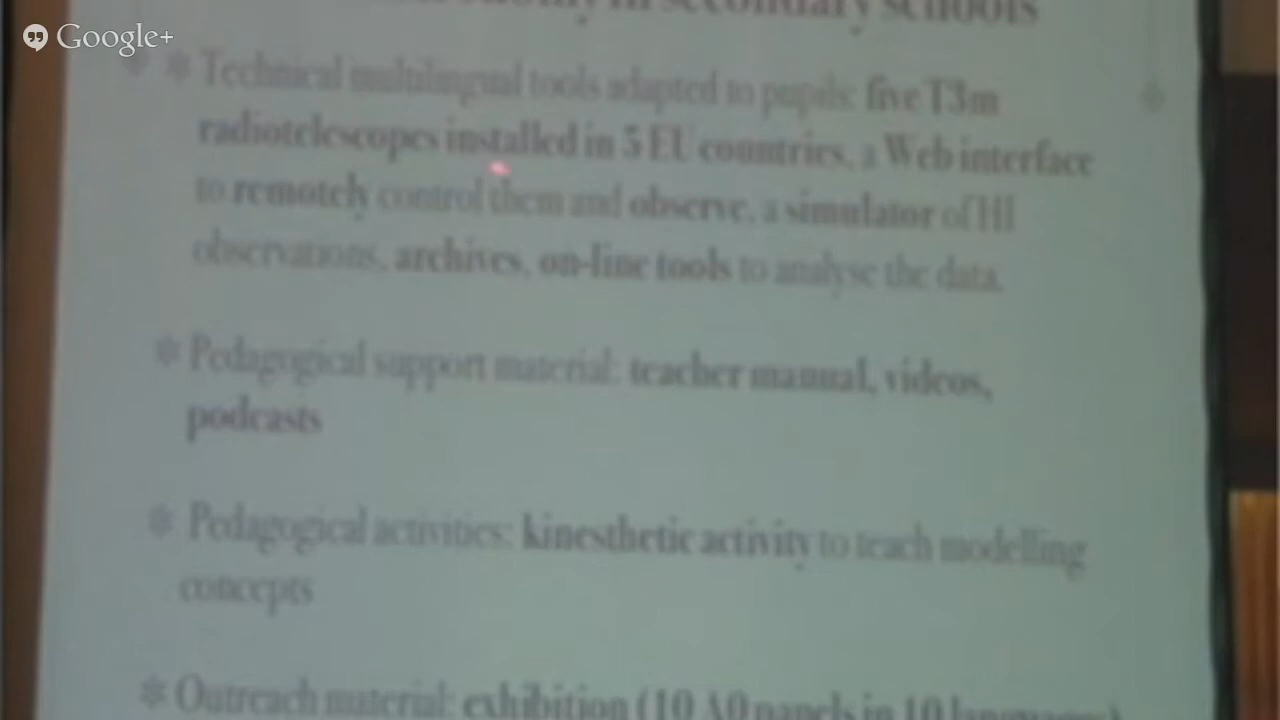 Google+
in secondary schools
* Technical multilingual tools adapted to pupils: five T3m
radiotelescopes installed in 5 EU countries, a Web interface
to remotely control them and observe, a simulator of HI
observations, archives, on-line tools to analyse the data.
* Pedagogical support material: teacher manual, videos,
podcasts
* Pedagogical activities: kinesthetic activity to teach modelling
concepts
* Outreach material: exhibition (10 A0 panels in 10 languages)